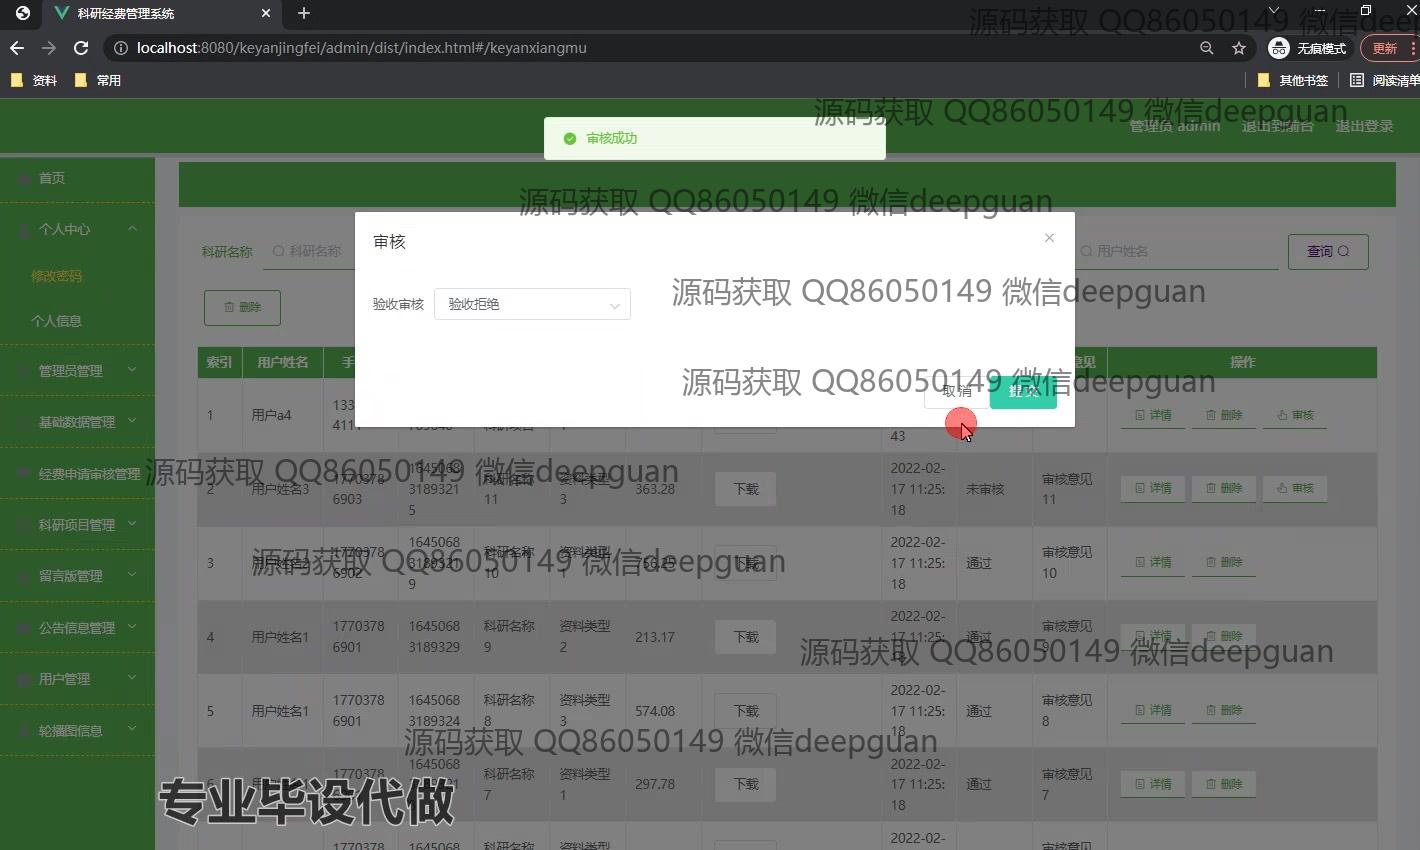 科研经费管理系统
localhost:8080/keyanjingfei/admin/dist/index.html#/keyanxiangmu
无痕模式
更新
资料
常用
其他书签
阅读清单
源码获取 QQ86050149 微信deepguan
源码获取 QQ86050149 微信deepguan
管理员 admin
退出到前台
退出登录
审核成功
源码获取 QQ86050149 微信deepguan
首页
个人中心
修改密码
个人信息
管理员管理
基础数据管理
经费申请审核管理
科研项目管理
留言版管理
公告信息管理
用户管理
轮播图信息
科研名称
科研名称
用户姓名
查询
删除
审核
验收审核
验收拒绝
取消
提交
源码获取 QQ86050149 微信deepguan
源码获取 QQ86050149 微信deepguan
索引 用户姓名 手 意见 操作
1 用户a4 133 43 详情 删除 审核
2 用户姓名3 1770378 6903 1645068 3189321 5 科研名称 11 资料类型 3 363.28 下载 2022-02-17 11:25:18 未审核 审核意见 11 详情 删除 审核
源码获取 QQ86050149 微信deepguan
3 用户姓名2 1770378 6902 1645068 3189321 9 科研名称 10 资料类型 1 下载 2022-02-17 11:25:18 通过 审核意见 10 详情 删除
源码获取 QQ86050149 微信deepguan
4 用户姓名1 1770378 6901 1645068 3189329 科研名称 9 资料类型 2 213.17 下载 2022-02-17 11:25:18 通过 审核意见 9 详情 删除
源码获取 QQ86050149 微信deepguan
5 用户姓名1 1770378 6901 1645068 3189324 科研名称 8 资料类型 3 574.08 下载 2022-02-17 11:25:18 通过 审核意见 8 详情 删除
源码获取 QQ86050149 微信deepguan
6 1770378 1645068 科研名称 7 资料类型 1 297.78 下载 2022-02-17 11:25:18 通过 审核意见 7 详情 删除
专业毕设代做
1770378 1645068 科研名称 资料类型 2022-02- 审核意见